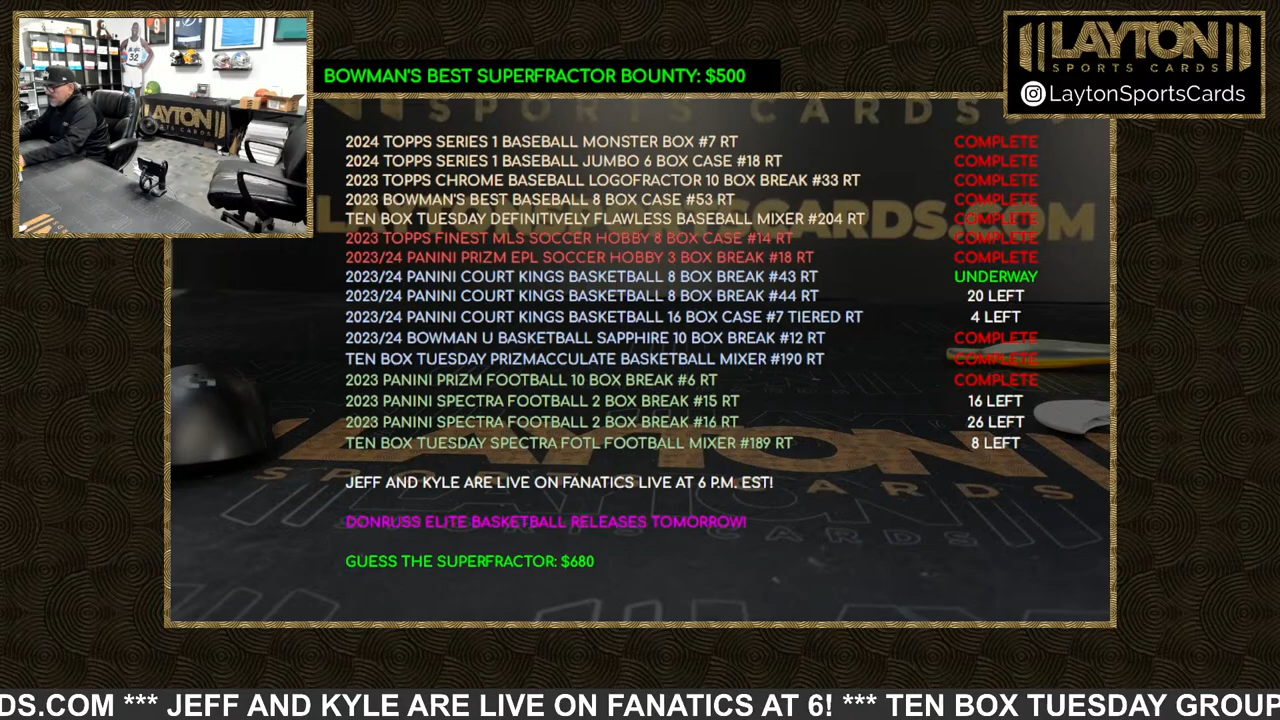 BOWMAN'S BEST SUPERFRACTOR BOUNTY: $500
LAYTON
SPORTS CARDS
LaytonSportsCards
SPORTS CARDS
2024 TOPPS SERIES 1 BASEBALL MONSTER BOX #7 RT COMPLETE
2024 TOPPS SERIES 1 BASEBALL JUMBO 6 BOX CASE #18 RT COMPLETE
2023 TOPPS CHROME BASEBALL LOGOFRACTOR 10 BOX BREAK #33 RT COMPLETE
2023 BOWMAN'S BEST BASEBALL 8 BOX CASE #53 RT COMPLETE
TEN BOX TUESDAY DEFINITIVELY FLAWLESS BASEBALL MIXER #204 RT COMPLETE
2023 TOPPS FINEST MLS SOCCER HOBBY 8 BOX CASE #14 RT COMPLETE
2023/24 PANINI PRIZM EPL SOCCER HOBBY 3 BOX BREAK #18 RT COMPLETE
2023/24 PANINI COURT KINGS BASKETBALL 8 BOX BREAK #43 RT UNDERWAY
2023/24 PANINI COURT KINGS BASKETBALL 8 BOX BREAK #44 RT 20 LEFT
2023/24 PANINI COURT KINGS BASKETBALL 16 BOX CASE #7 TIERED RT 4 LEFT
2023/24 BOWMAN U BASKETBALL SAPPHIRE 10 BOX BREAK #12 RT COMPLETE
TEN BOX TUESDAY PRIZMACCULATE BASKETBALL MIXER #190 RT COMPLETE
2023 PANINI PRIZM FOOTBALL 10 BOX BREAK #6 RT COMPLETE
2023 PANINI SPECTRA FOOTBALL 2 BOX BREAK #15 RT 16 LEFT
2023 PANINI SPECTRA FOOTBALL 2 BOX BREAK #16 RT 26 LEFT
TEN BOX TUESDAY SPECTRA FOTL FOOTBALL MIXER #189 RT 8 LEFT
JEFF AND KYLE ARE LIVE ON FANATICS LIVE AT 6 P.M. EST!
DONRUSS ELITE BASKETBALL RELEASES TOMORROW!
GUESS THE SUPERFRACTOR: $680
DS.COM *** JEFF AND KYLE ARE LIVE ON FANATICS AT 6! *** TEN BOX TUESDAY GROUP